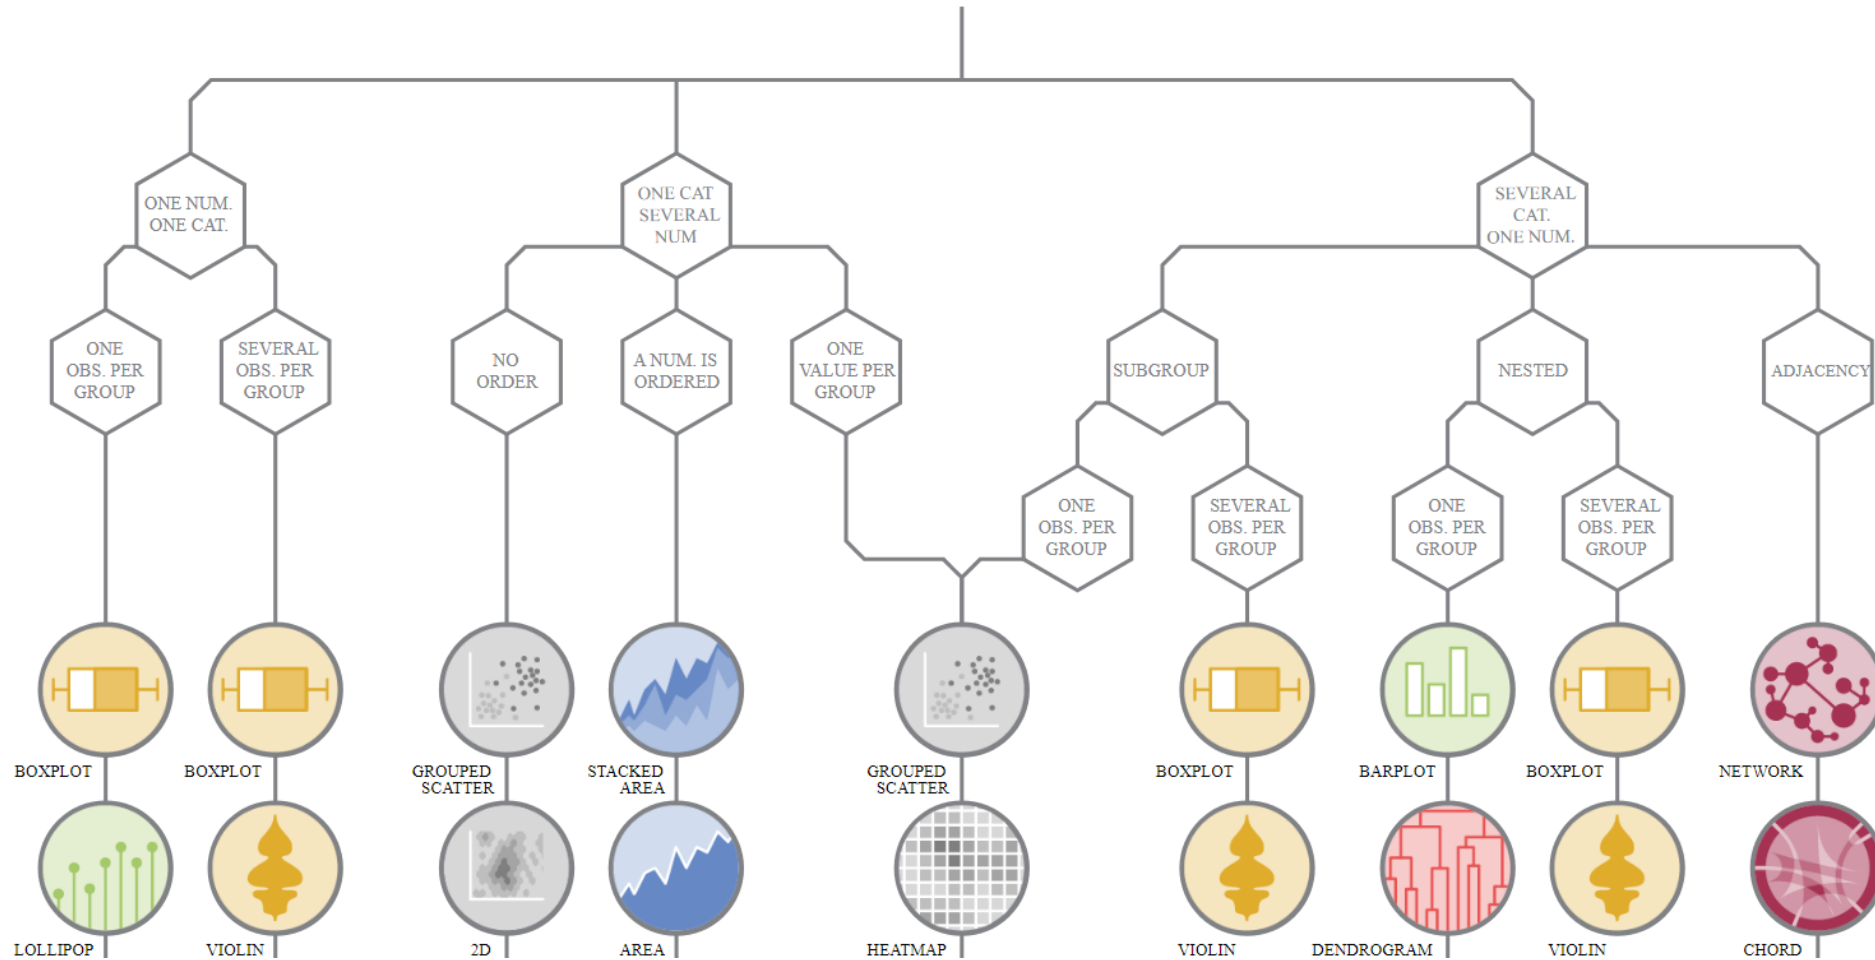 ONE NUM.
ONE CAT.
ONE CAT
SEVERAL
NUM
SEVERAL
CAT.
ONE NUM.
ONE
OBS. PER
GROUP
SEVERAL
OBS. PER
GROUP
NO
ORDER
A NUM. IS
ORDERED
ONE
VALUE PER
GROUP
SUBGROUP
NESTED
ADJACENCY
ONE
OBS. PER
GROUP
SEVERAL
OBS. PER
GROUP
ONE
OBS. PER
GROUP
SEVERAL
OBS. PER
GROUP
BOXPLOT
BOXPLOT
GROUPED
SCATTER
STACKED
AREA
GROUPED
SCATTER
BOXPLOT
BARPLOT
BOXPLOT
NETWORK
LOLLIPOP
VIOLIN
2D
AREA
HEATMAP
VIOLIN
DENDROGRAM
VIOLIN
CHORD